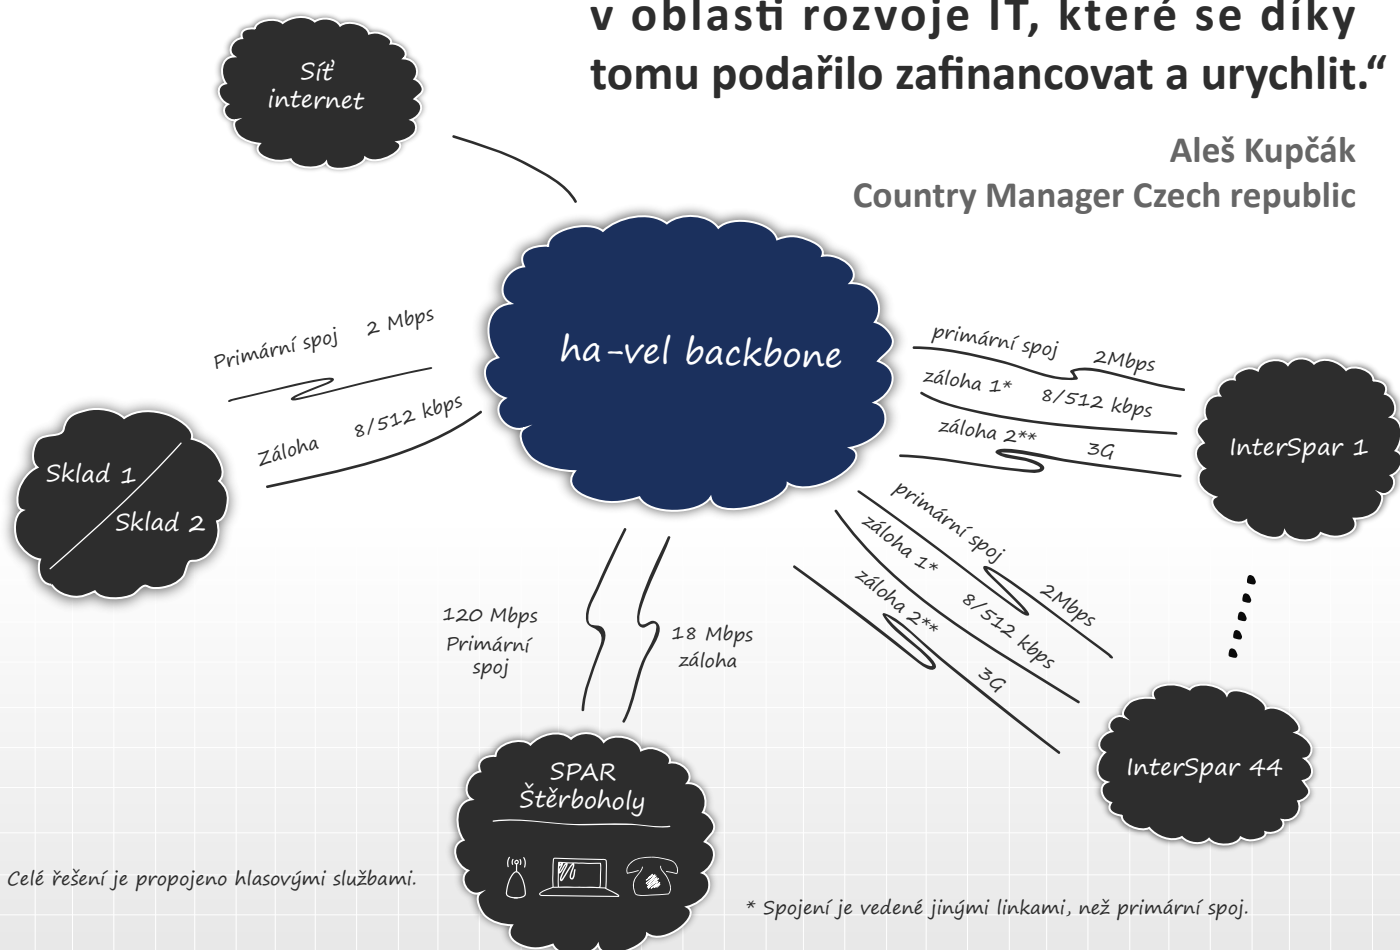 v oblasti rozvoje IT, které se díky
tomu podařilo zafinancovat a urychlit.“
Aleš Kupčák
Country Manager Czech republic
Síť
internet
ha-vel backbone
Primární spoj 2 Mbps
Záloha 8/512 kbps
Sklad 1
Sklad 2
primární spoj 2Mbps
záloha 1* 8/512 kbps
záloha 2** 3G
InterSpar 1
primární spoj 2Mbps
záloha 1* 8/512 kbps
záloha 2** 3G
InterSpar 44
120 Mbps
Primární
spoj
18 Mbps
záloha
SPAR
Štěrboholy
Celé řešení je propojeno hlasovými službami.
* Spojení je vedené jinými linkami, než primární spoj.